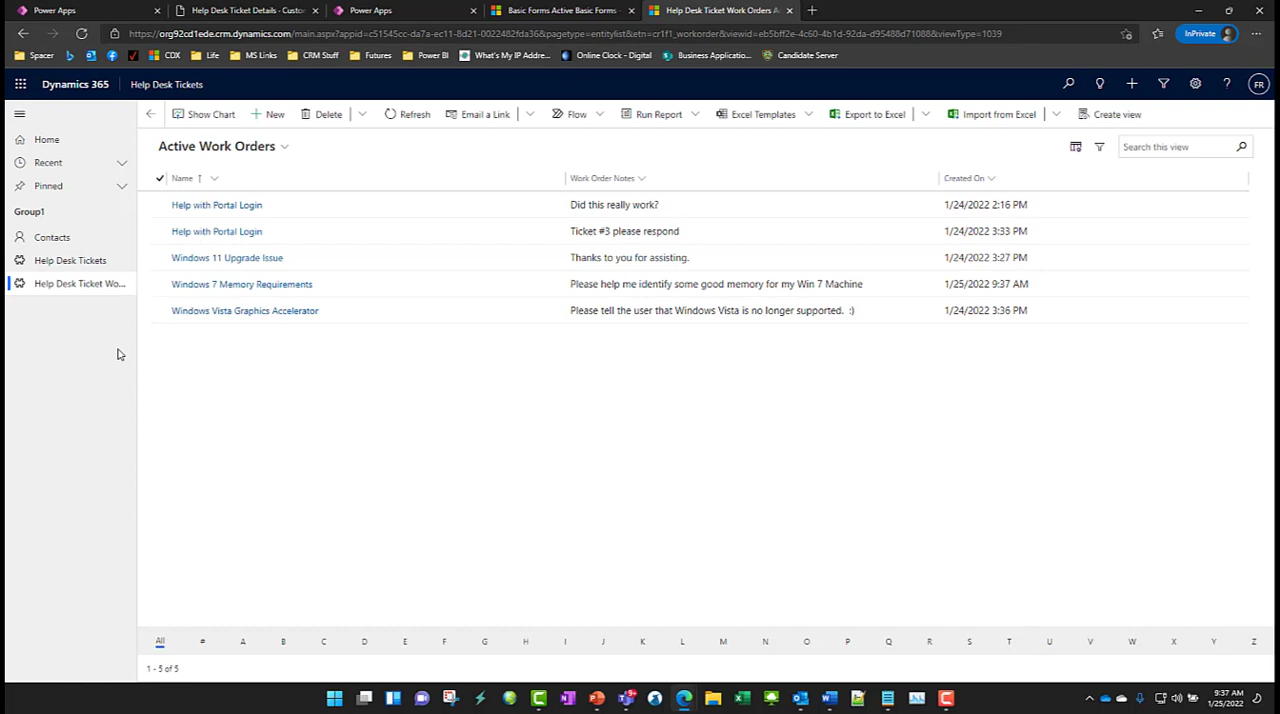 Power Apps
Help Desk Ticket Details - Custo
Power Apps
Basic Forms Active Basic Forms -
Help Desk Ticket Work Orders A
https://org92cd1ede.crm.dynamics.com/main.aspx?appid=c51545cc-da7a-ec11-8d21-0022482fda36&pagetype=entitylist&etn=cr1f1_workorder&viewid=eb5bff2e-4c60-4b1d-92da-d95488d71088&viewType=1039
InPrivate
Spacer
CDX
Life
MS Links
CRM Stuff
Futures
Power BI
What's My IP Addre...
Online Clock - Digital
Business Applicatio...
Candidate Server
Dynamics 365
Help Desk Tickets
FR
Show Chart
New
Delete
Refresh
Email a Link
Flow
Run Report
Excel Templates
Export to Excel
Import from Excel
Create view
Home
Recent
Pinned
Group1
Contacts
Help Desk Tickets
Help Desk Ticket Wo...
Active Work Orders
Search this view
Name ↑
Work Order Notes
Created On
Help with Portal Login
Did this really work?
1/24/2022 2:16 PM
Help with Portal Login
Ticket #3 please respond
1/24/2022 3:33 PM
Windows 11 Upgrade Issue
Thanks to you for assisting.
1/24/2022 3:27 PM
Windows 7 Memory Requirements
Please help me identify some good memory for my Win 7 Machine
1/25/2022 9:37 AM
Windows Vista Graphics Accelerator
Please tell the user that Windows Vista is no longer supported. :)
1/24/2022 3:36 PM
All # A B C D E F G H I J K L M N O P Q R S T U V W X Y Z
1 - 5 of 5
9:37 AM
1/25/2022